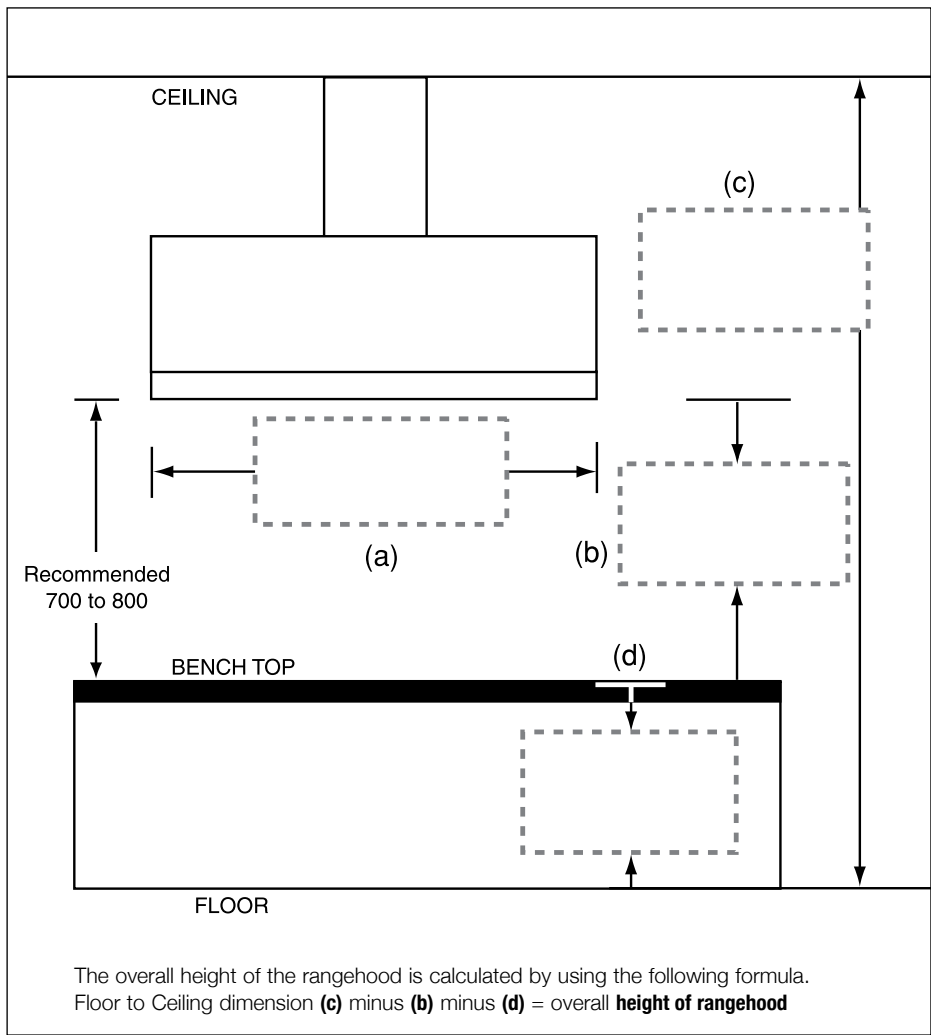 CEILING
(c)
(a)
(b)
Recommended
700 to 800
BENCH TOP
(d)
FLOOR
The overall height of the rangehood is calculated by using the following formula.
Floor to Ceiling dimension (c) minus (b) minus (d) = overall height of rangehood